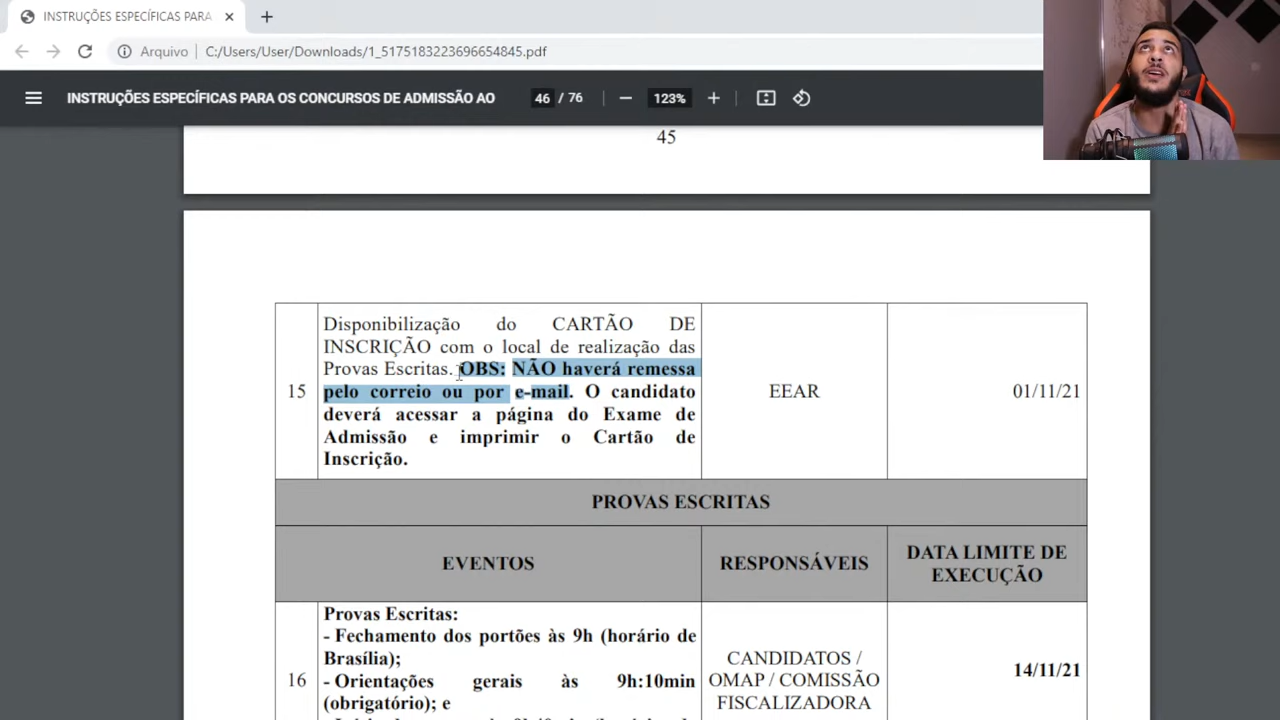 INSTRUÇÕES ESPECÍFICAS PARA
Arquivo
C:/Users/User/Downloads/1_5175183223696654845.pdf
INSTRUÇÕES ESPECÍFICAS PARA OS CONCURSOS DE ADMISSÃO AO
46 / 76
123%
45
15
Disponibilização do CARTÃO DE
INSCRIÇÃO com o local de realização das
Provas Escritas. OBS: NÃO haverá remessa
pelo correio ou por e-mail. O candidato
deverá acessar a página do Exame de
Admissão e imprimir o Cartão de
Inscrição.
EEAR
01/11/21
PROVAS ESCRITAS
EVENTOS
RESPONSÁVEIS
DATA LIMITE DE
EXECUÇÃO
16
Provas Escritas:
- Fechamento dos portões às 9h (horário de
Brasília);
- Orientações gerais às 9h:10min
(obrigatório); e
CANDIDATOS /
OMAP / COMISSÃO
FISCALIZADORA
14/11/21